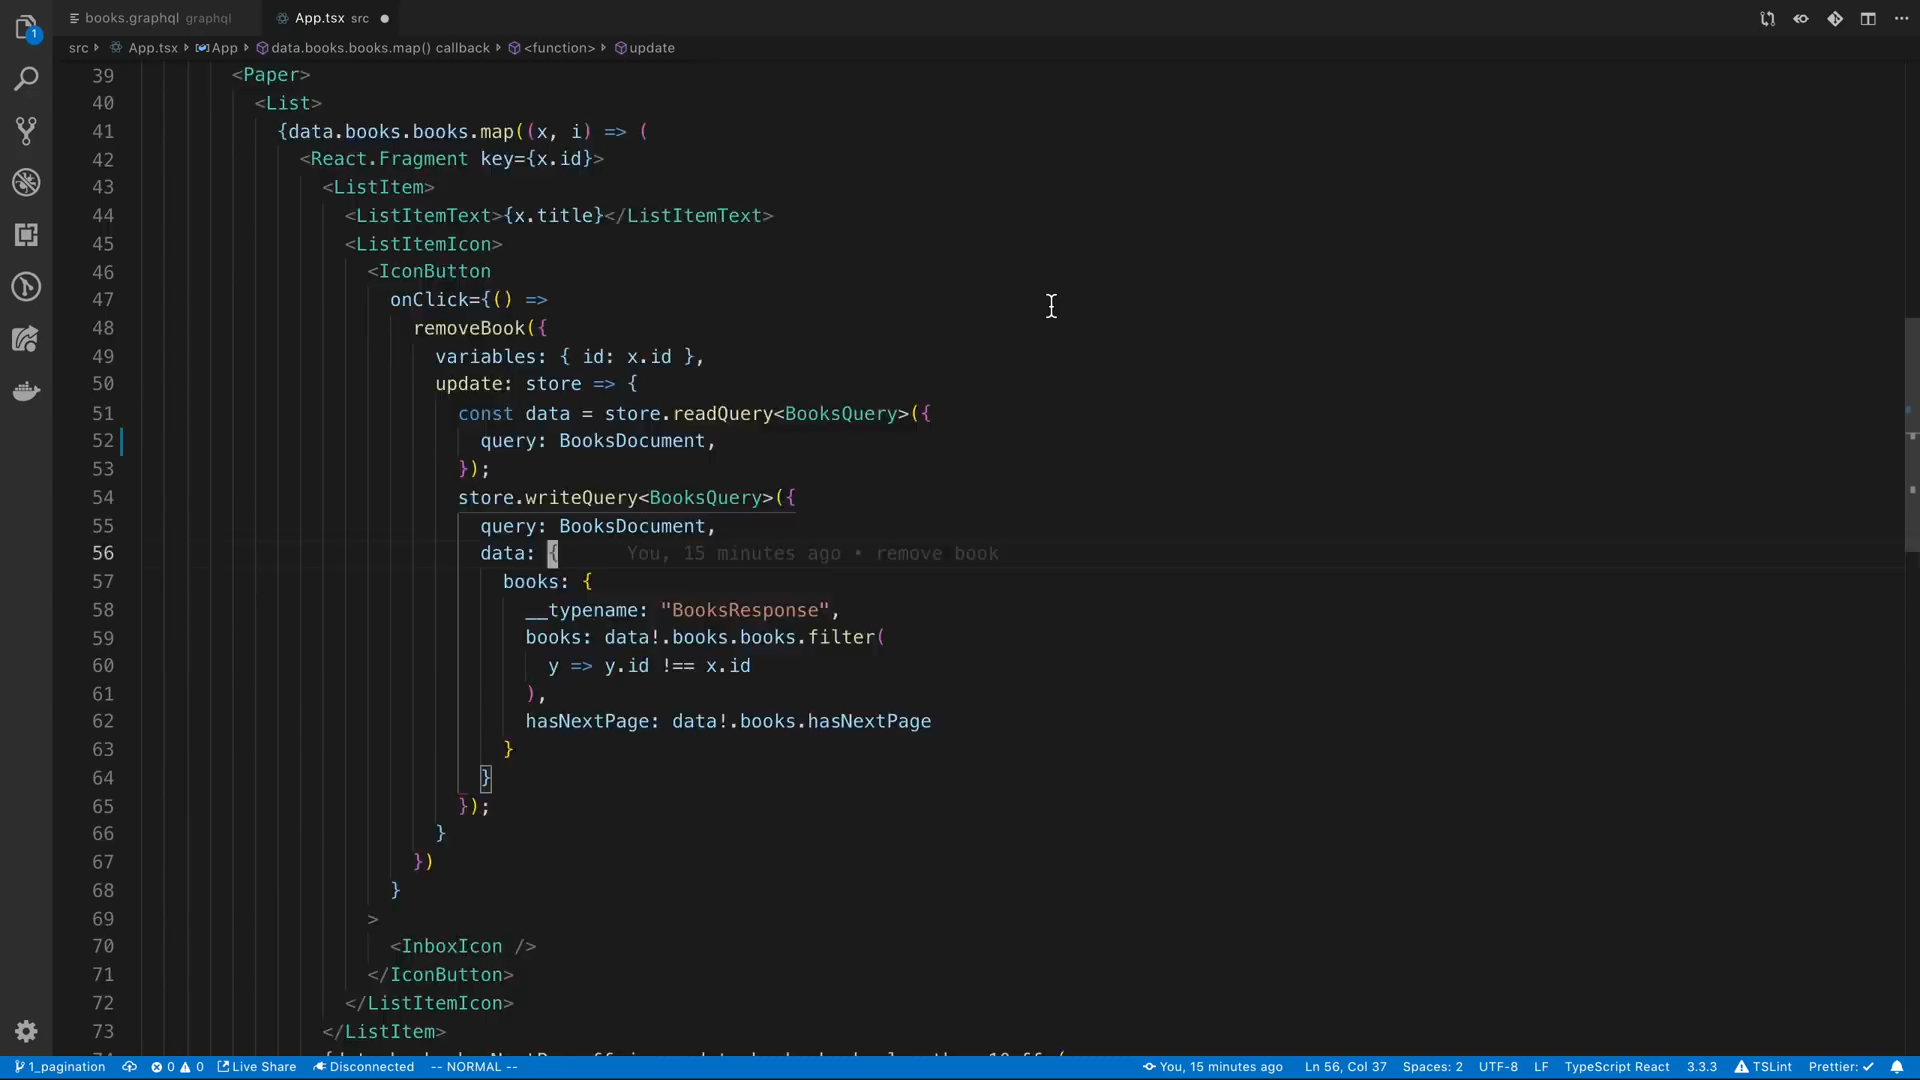 books.graphql graphql
App.tsx src
src App.tsx App data.books.books.map() callback <function> update
1
39 <Paper>
40 <List>
41 {data.books.books.map((x, i) => (
42 <React.Fragment key={x.id}>
43 <ListItem>
44 <ListItemText>{x.title}</ListItemText>
45 <ListItemIcon>
46 <IconButton
47 onClick={() =>
48 removeBook({
49 variables: { id: x.id },
50 update: store => {
51 const data = store.readQuery<BooksQuery>({
52 query: BooksDocument,
53 });
54 store.writeQuery<BooksQuery>({
55 query: BooksDocument,
56 data: { You, 15 minutes ago • remove book
57 books: {
58 __typename: "BooksResponse",
59 books: data!.books.books.filter(
60 y => y.id !== x.id
61 ),
62 hasNextPage: data!.books.hasNextPage
63 }
64 }
65 });
66 }
67 })
68 }
69 >
70 <InboxIcon />
71 </IconButton>
72 </ListItemIcon>
73 </ListItem>
1_pagination 0 0 Live Share Disconnected -- NORMAL -- You, 15 minutes ago Ln 56, Col 37 Spaces: 2 UTF-8 LF TypeScript React 3.3.3 TSLint Prettier: ✓